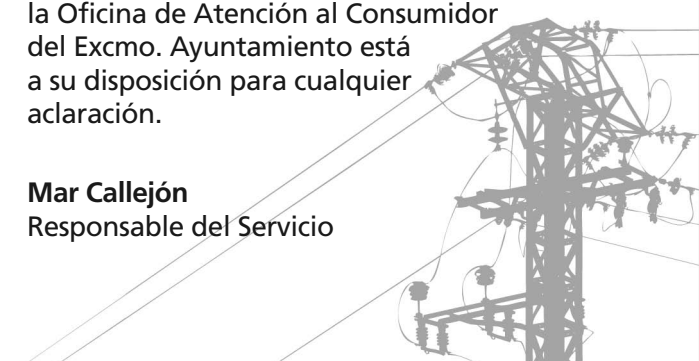 la Oficina de Atención al Consumidor
del Excmo. Ayuntamiento está
a su disposición para cualquier
aclaración.
Mar Callejón
Responsable del Servicio